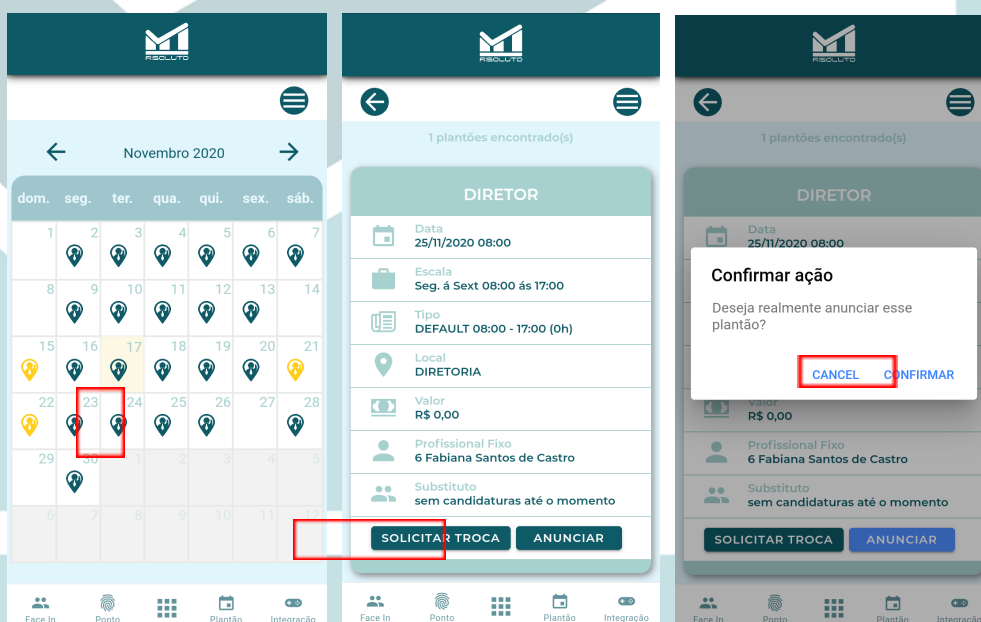 RISOLUTO
Novembro 2020
dom. seg. ter. qua. qui. sex. sáb.
1 2 3 4 5 6 7
8 9 10 11 12 13 14
15 16 17 18 19 20 21
22 23 24 25 26 27 28
29 30 1 2 3 4 5
6 7 8 9 10 11 12
Face In Ponto Plantão Integração
RISOLUTO
1 plantões encontrado(s)
DIRETOR
Data
25/11/2020 08:00
Escala
Seg. á Sext 08:00 ás 17:00
Tipo
DEFAULT 08:00 - 17:00 (0h)
Local
DIRETORIA
Valor
R$ 0,00
Profissional Fixo
6 Fabiana Santos de Castro
Substituto
sem candidaturas até o momento
SOLICITAR TROCA ANUNCIAR
Face In Ponto Plantão Integração
RISOLUTO
1 plantões encontrado(s)
DIRETOR
Data
25/11/2020 08:00
Confirmar ação
Deseja realmente anunciar esse
plantão?
CANCEL CONFIRMAR
Valor
R$ 0,00
Profissional Fixo
6 Fabiana Santos de Castro
Substituto
sem candidaturas até o momento
SOLICITAR TROCA ANUNCIAR
Face In Ponto Plantão Integração